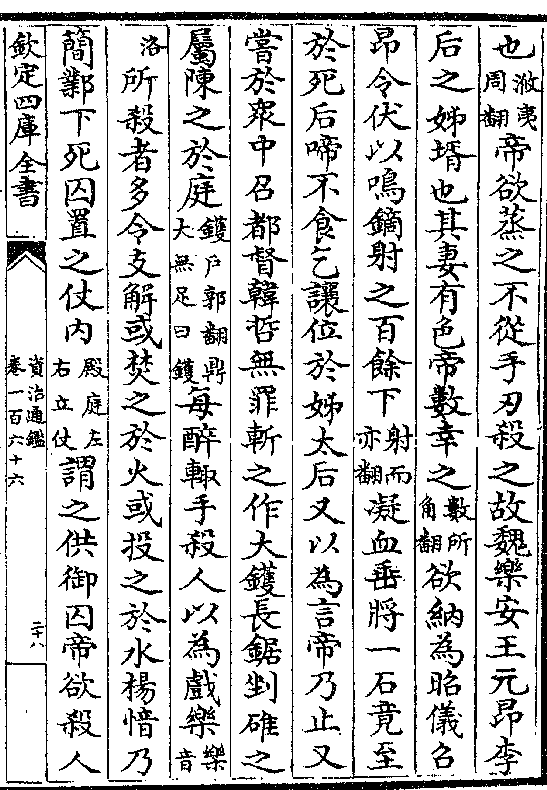 也㴠夷周翻帝欲蒸之不從手刃殺之故魏樂安王元昂李
后之姊壻也其妻有色帝數幸之數所角翻欲納為昭儀召
昂令伏以鳴鏑射之百餘下射而亦翻凝血垂將一石竟至
於死后啼不食乞讓位於姊太后又以為言帝乃止又
嘗於衆中召都督韓哲無罪斬之作大鑊長鋸剉碓之
屬陳之於庭鑊戶郭翻鼎大無足曰鑊每醉輙手殺人以為戲樂樂音
洛所殺者多令支解或焚之於火或投之於水楊愔乃
簡鄴下死囚置之仗内殿庭左右立仗謂之供御囚帝欲殺人
欽定四庫全書
資治通鑑
卷一百六十六
二十八